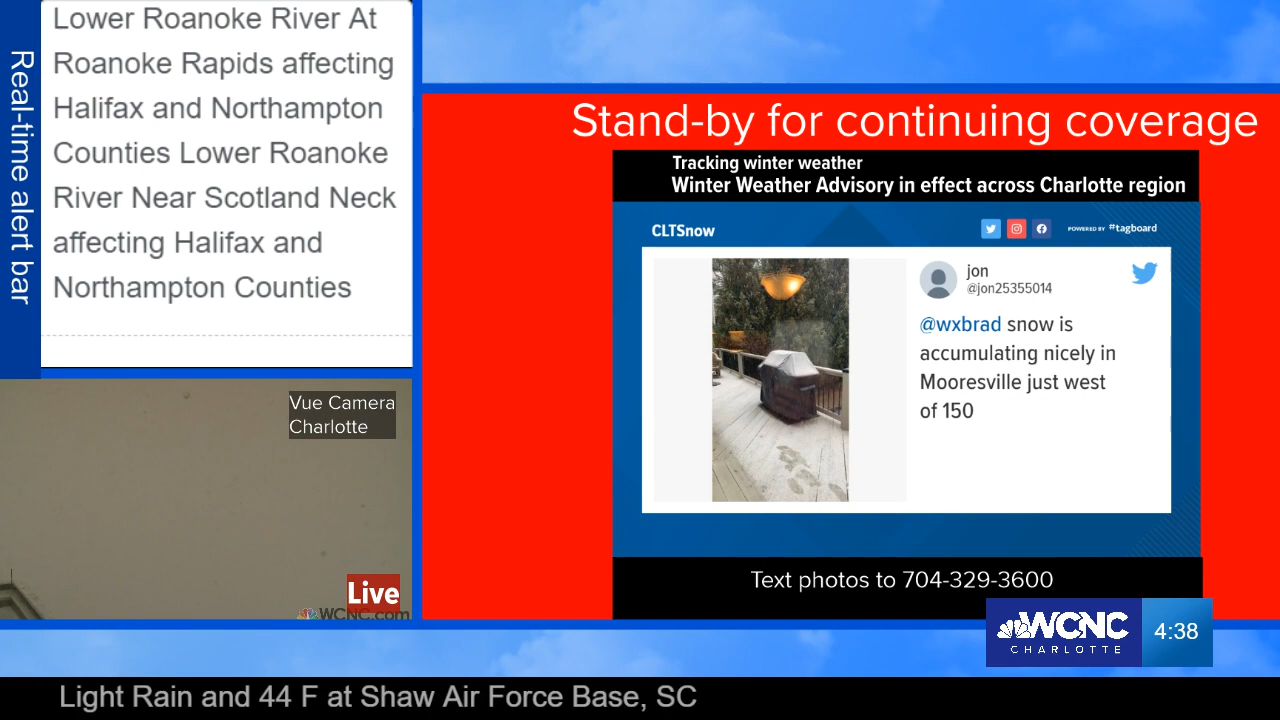 Real-time alert bar
Lower Roanoke River At
Roanoke Rapids affecting
Halifax and Northampton
Counties Lower Roanoke
River Near Scotland Neck
affecting Halifax and
Northampton Counties
Vue Camera
Charlotte
Live
WCNC.com
Stand-by for continuing coverage
Tracking winter weather
Winter Weather Advisory in effect across Charlotte region
CLTSnow
POWERED BY #tagboard
jon
@jon25355014
@wxbrad snow is
accumulating nicely in
Mooresville just west
of 150
Text photos to 704-329-3600
WCNC
CHARLOTTE
4:38
Light Rain and 44 F at Shaw Air Force Base, SC